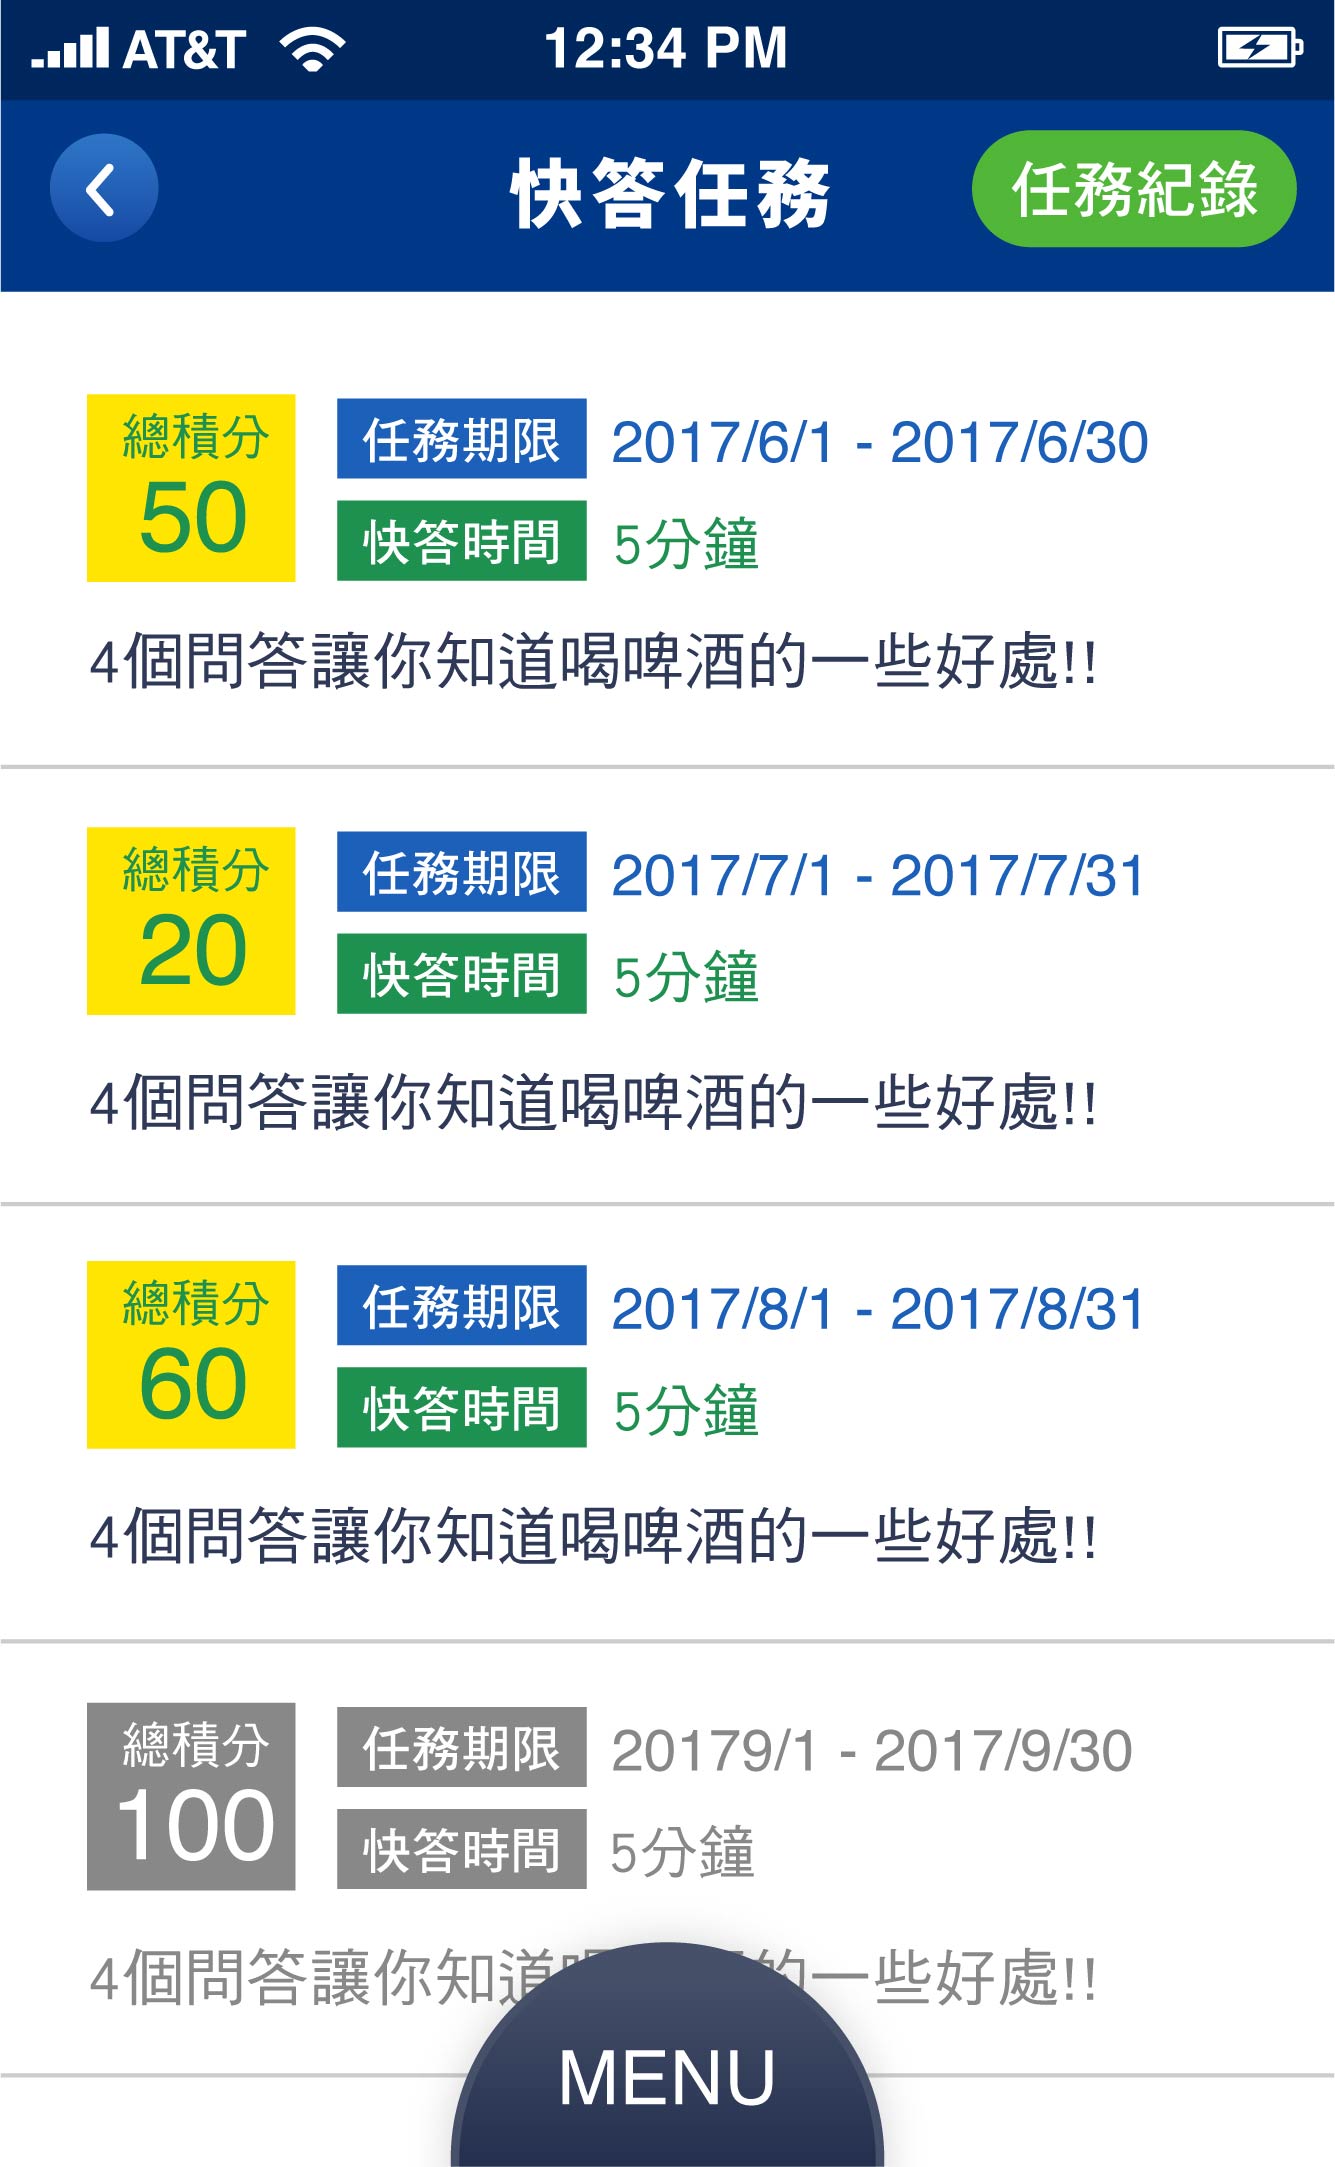 AT&T 12:34 PM
快答任務 任務紀錄
總積分
50
任務期限 2017/6/1 - 2017/6/30
快答時間 5分鐘
4個問答讓你知道喝啤酒的一些好處!!
總積分
20
任務期限 2017/7/1 - 2017/7/31
快答時間 5分鐘
4個問答讓你知道喝啤酒的一些好處!!
總積分
60
任務期限 2017/8/1 - 2017/8/31
快答時間 5分鐘
4個問答讓你知道喝啤酒的一些好處!!
總積分
100
任務期限 20179/1 - 2017/9/30
快答時間 5分鐘
4個問答讓你知道 的一些好處!!
MENU